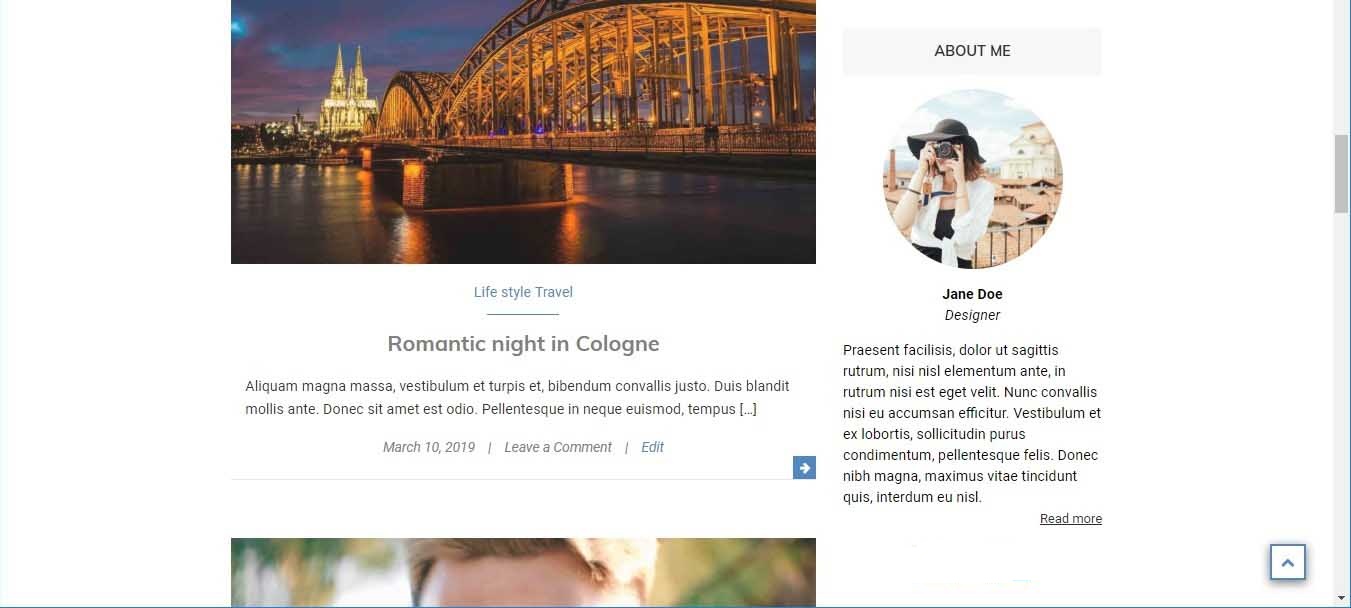 Life style Travel
Romantic night in Cologne
Aliquam magna massa, vestibulum et turpis et, bibendum convallis justo. Duis blandit
mollis ante. Donec sit amet est odio. Pellentesque in neque euismod, tempus […]
March 10, 2019 | Leave a Comment | Edit
ABOUT ME
Jane Doe
Designer
Praesent facilisis, dolor ut sagittis
rutrum, nisi nisl elementum ante, in
rutrum nisi est eget velit. Nunc convallis
nisi eu accumsan efficitur. Vestibulum et
ex lobortis, sollicitudin purus
condimentum, pellentesque felis. Donec
nibh magna, maximus vitae tincidunt
quis, interdum eu nisl.
Read more